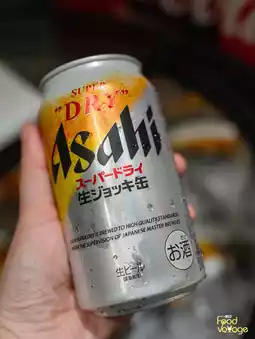 SUPER
"DRY"
Asahi
スーパードライ
生ジョッキ缶
IS BREWED TO HIGH QUALITY STANDARDS
THE SUPERVISION OF JAPANESE MASTER BREWERS
お酒
生ビール
Food
Voyage